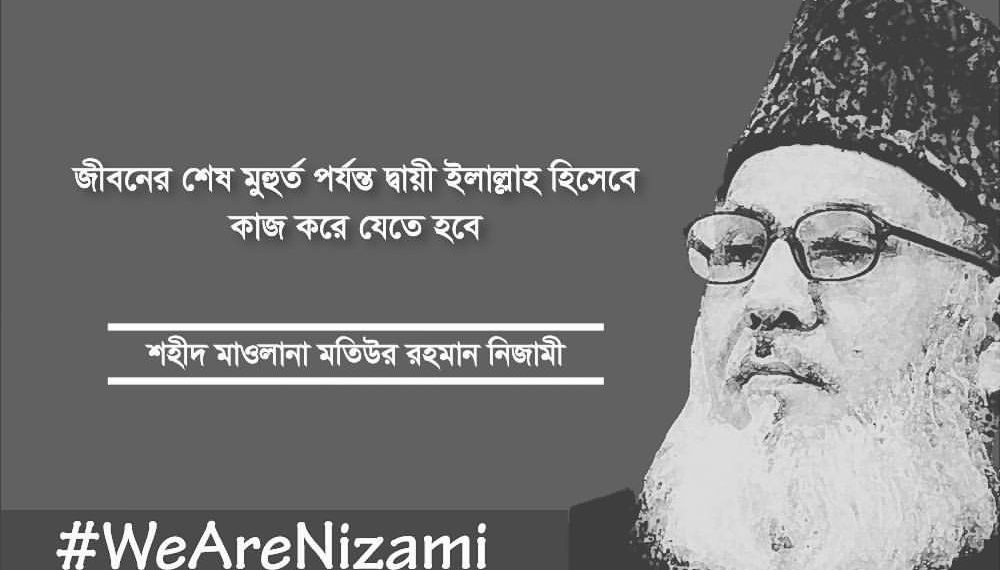 জীবনের শেষ মুহুর্ত পর্যন্ত দ্বায়ী ইলাল্লাহ হিসেবে
কাজ করে যেতে হবে
শহীদ মাওলানা মতিউর রহমান নিজামী
#WeAreNizami